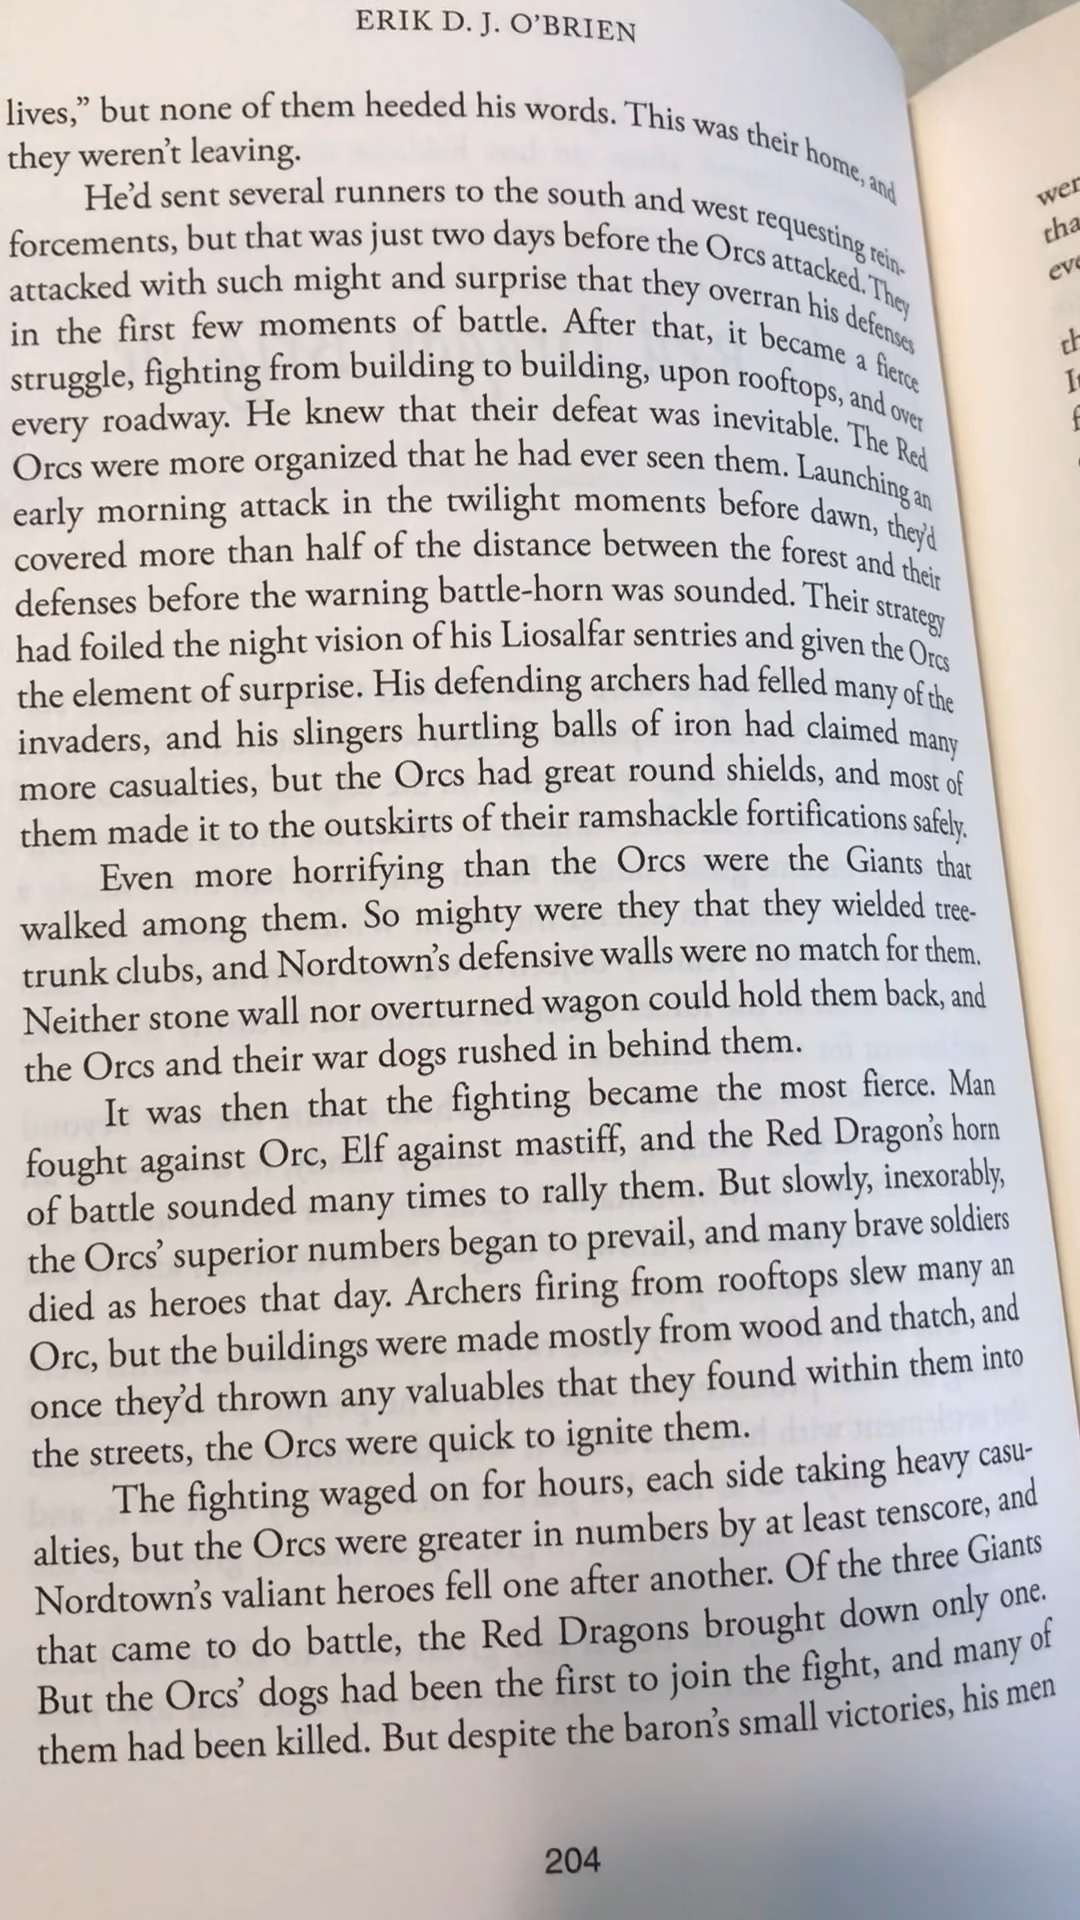 ERIK D. J. O'BRIEN
lives,” but none of them heeded his words. This was their home, and
they weren't leaving.
He'd sent several runners to the south and west requesting rein-
forcements, but that was just two days before the Orcs attacked. They
attacked with such might and surprise that they overran his defenses
in the first few moments of battle. After that, it became a fierce
struggle, fighting from building to building, upon rooftops, and over
every roadway. He knew that their defeat was inevitable. The Red
Orcs were more organized that he had ever seen them. Launching an
early morning attack in the twilight moments before dawn, they'd
covered more than half of the distance between the forest and their
defenses before the warning battle-horn was sounded. Their strategy
had foiled the night vision of his Liosalfar sentries and given the Orcs
the element of surprise. His defending archers had felled many of the
invaders, and his slingers hurtling balls of iron had claimed many
more casualties, but the Orcs had great round shields, and most of
them made it to the outskirts of their ramshackle fortifications safely.
Even more horrifying than the Orcs were the Giants that
walked among them. So mighty were they that they wielded tree-
trunk clubs, and Nordtown's defensive walls were no match for them.
Neither stone wall nor overturned wagon could hold them back, and
the Orcs and their war dogs rushed in behind them.
It was then that the fighting became the most fierce. Man
fought against Orc, Elf against mastiff, and the Red Dragon's horn
of battle sounded many times to rally them. But slowly, inexorably,
the Orcs' superior numbers began to prevail, and many brave soldiers
died as heroes that day. Archers firing from rooftops slew many an
Orc, but the buildings were made mostly from wood and thatch, and
once they'd thrown any valuables that they found within them into
the streets, the Orcs were quick to ignite them.
The fighting waged on for hours, each side taking heavy casu-
alties, but the Orcs were greater in numbers by at least tenscore, and
Nordtown's valiant heroes fell one after another. Of the three Giants
that came to do battle, the Red Dragons brought down only one.
But the Orcs' dogs had been the first to join the fight, and many of
them had been killed. But despite the baron's small victories, his men
204